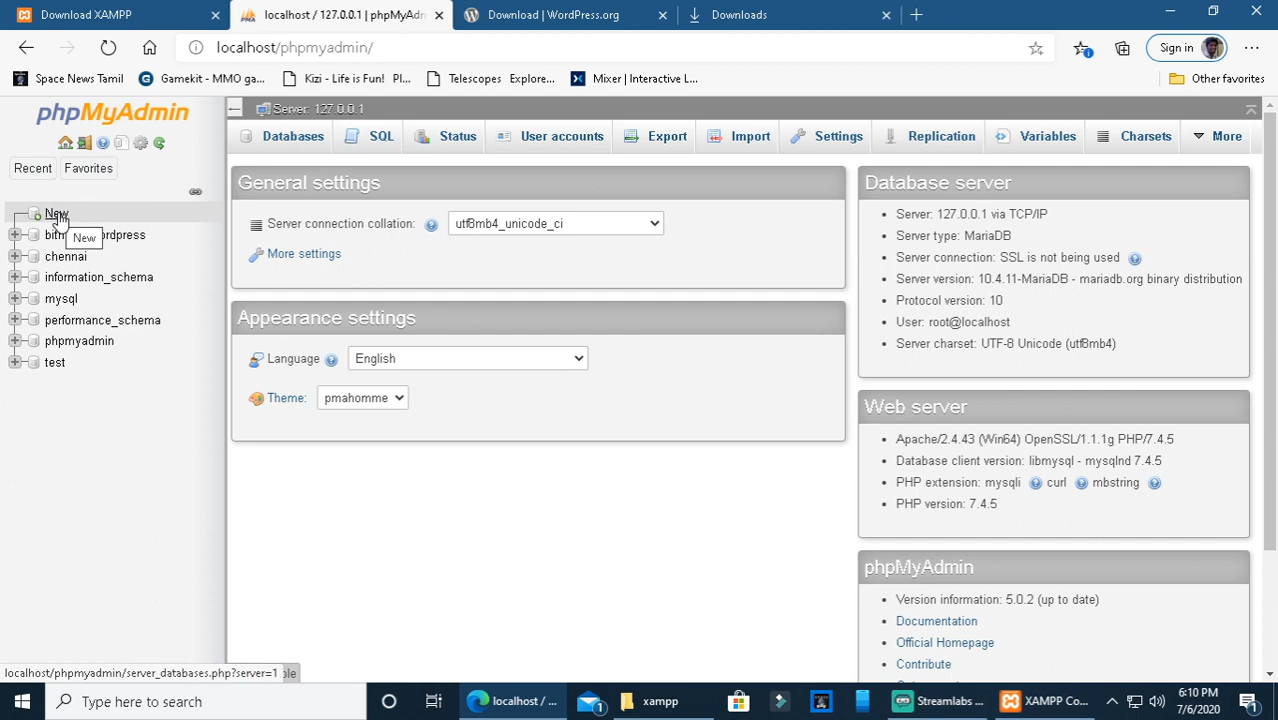 Download XAMPP
localhost / 127.0.0.1 | phpMyAdm
Download | WordPress.org
Downloads
localhost/phpmyadmin/
Sign in
Space News Tamil
Gamekit - MMO ga...
Kizi - Life is Fun! Pl...
Telescopes Explore...
Mixer | Interactive L...
Other favorites
phpMyAdmin
Recent
Favorites
New
New
chennai
information_schema
mysql
performance_schema
phpmyadmin
test
Server: 127.0.0.1
Databases
SQL
Status
User accounts
Export
Import
Settings
Replication
Variables
Charsets
More
General settings
Server connection collation:
utf8mb4_unicode_ci
More settings
Appearance settings
Language
English
Theme:
pmahomme
Database server
Server: 127.0.0.1 via TCP/IP
Server type: MariaDB
Server connection: SSL is not being used
Server version: 10.4.11-MariaDB - mariadb.org binary distribution
Protocol version: 10
User: root@localhost
Server charset: UTF-8 Unicode (utf8mb4)
Web server
Apache/2.4.43 (Win64) OpenSSL/1.1.1g PHP/7.4.5
Database client version: libmysql - mysqlnd 7.4.5
PHP extension: mysqli curl mbstring
PHP version: 7.4.5
phpMyAdmin
Version information: 5.0.2 (up to date)
Documentation
Official Homepage
Contribute
localhost/phpmyadmin/server_databases.php?server=1
Type here to search
localhost / ...
1
xampp
Streamlabs ...
XAMPP Co...
6:10 PM
7/6/2020
1